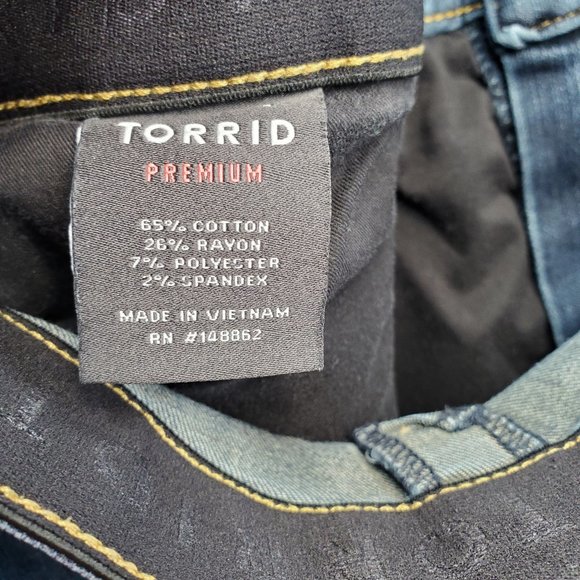 TORRID
PREMIUM
65% COTTON
26% RAYON
7% POLYESTER
2% SPANDEX
MADE IN VIETNAM
RN #148862